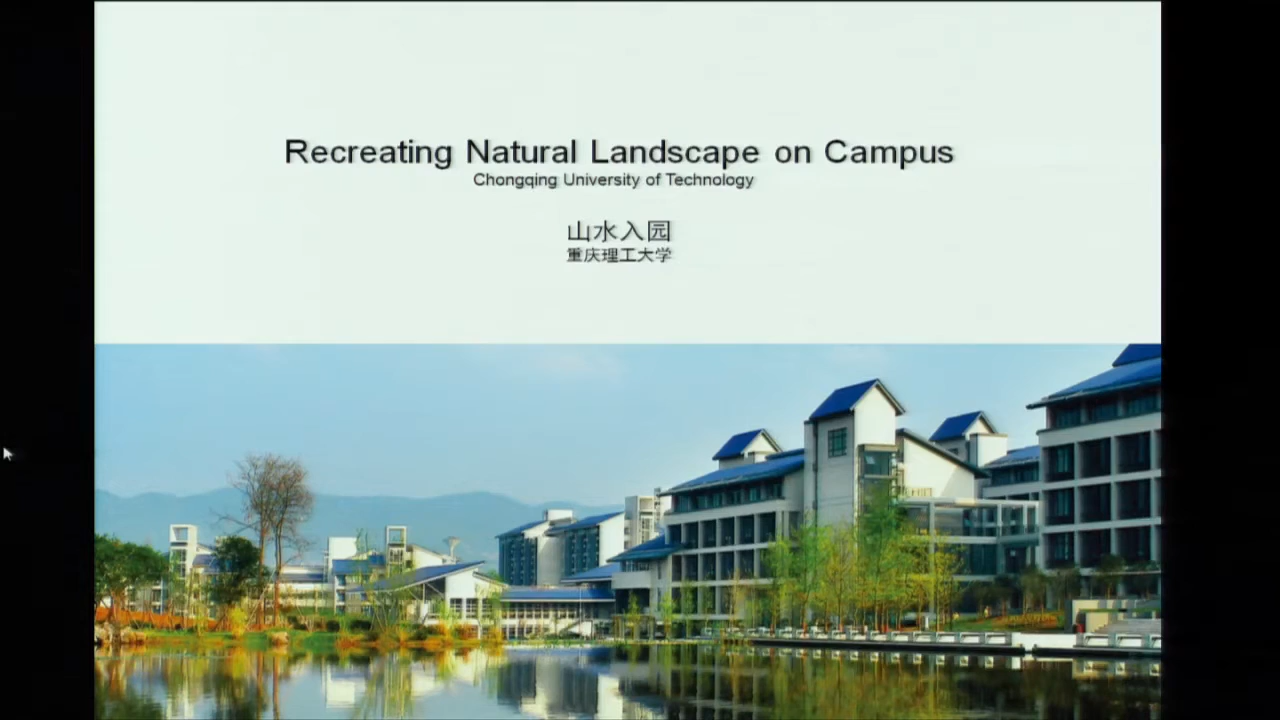 Recreating Natural Landscape on Campus
Chongqing University of Technology
山水入园
重庆理工大学